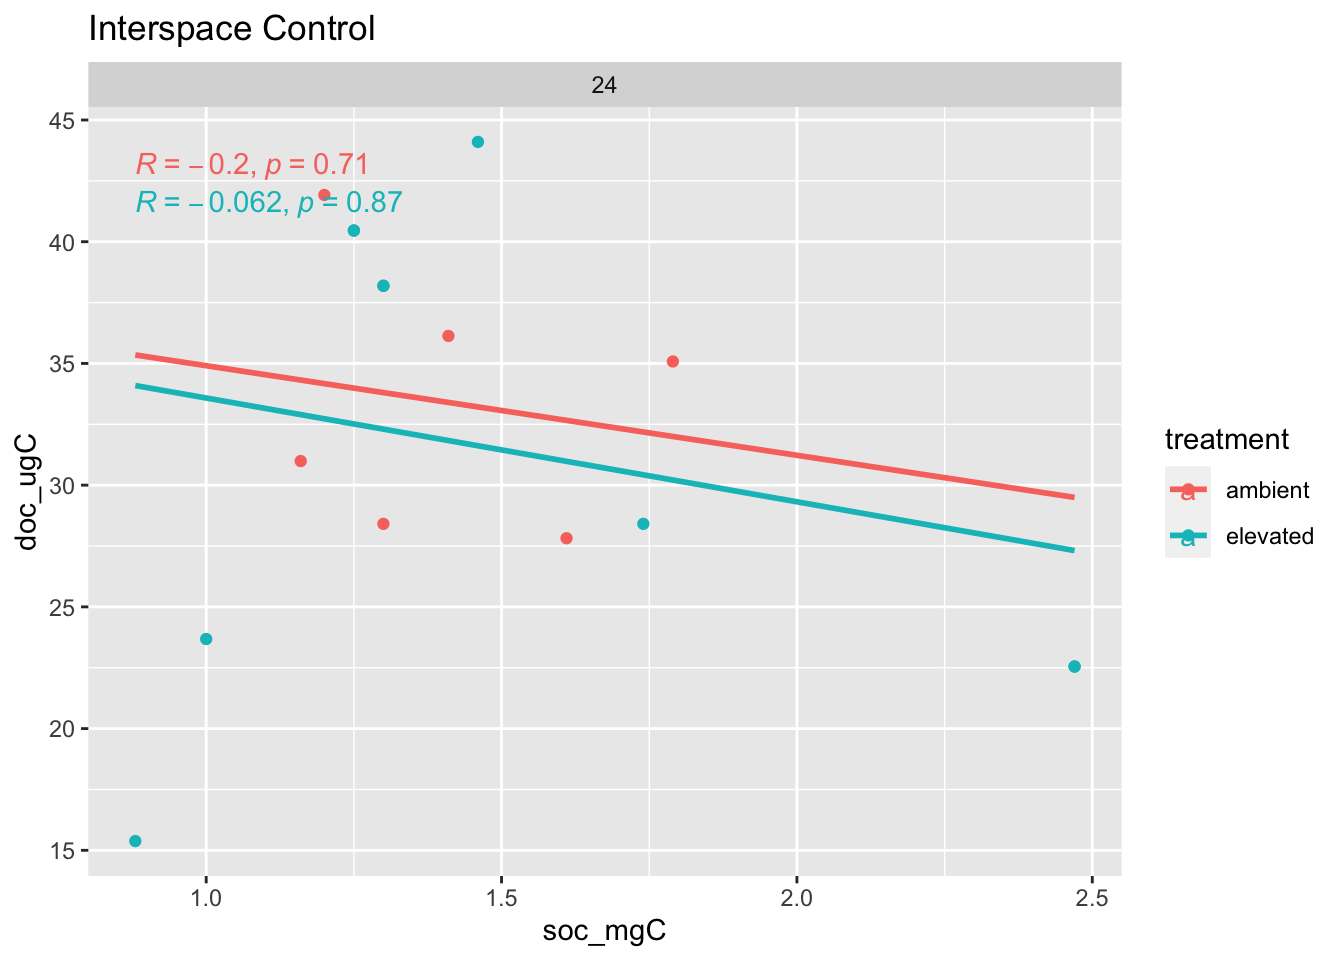 Interspace Control
24
R = −0.2, p = 0.71
R = −0.062, p = 0.87
45
40
35
30
25
20
15
doc_ugC
1.0 1.5 2.0 2.5
soc_mgC
treatment
a ambient
a elevated